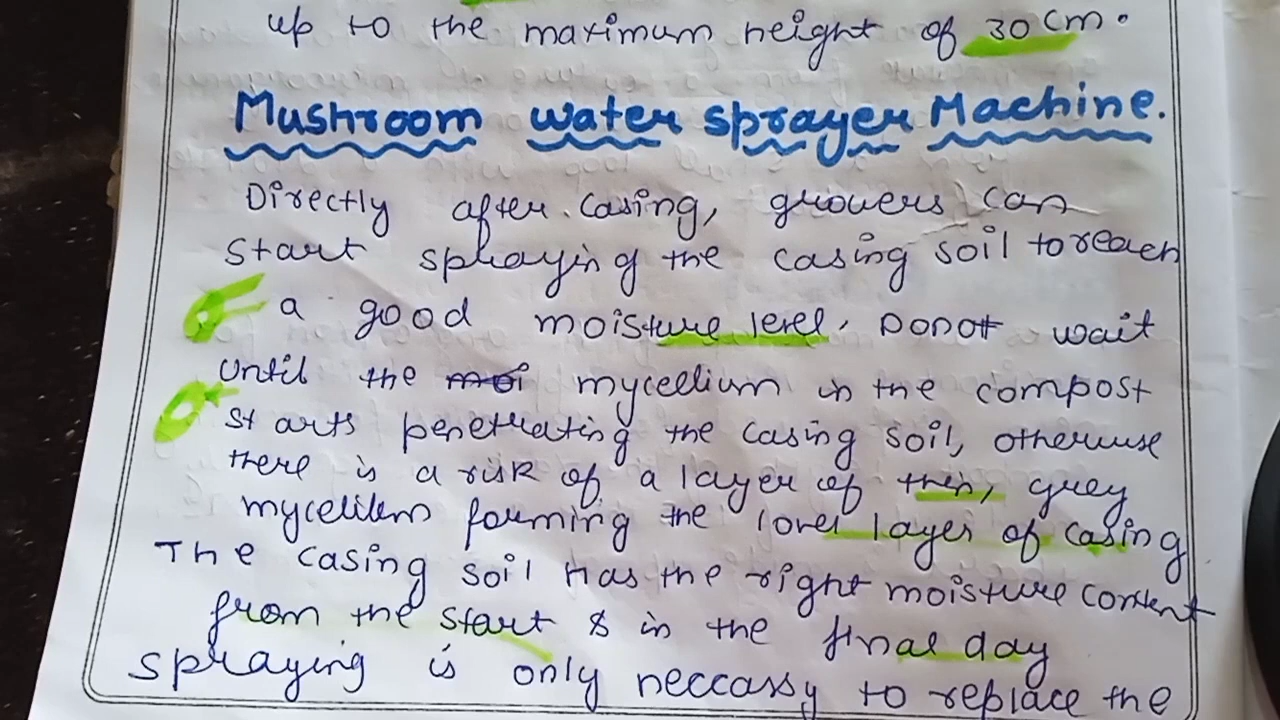 up to the maximum height of 30 cm.
Mushroom water sprayer Machine.
Directly after casing, growers can
start spraying the casing soil to reach
a good moisture level. Donot wait
until the moi mycellium in the compost
starts penetrating the casing soil, otherwise
there is a risk of a layer of thin, grey
mycelilem forming the lower layer of casing
The casing soil has the right moisture content
from the start & in the final day
spraying is only neccassy to replace the